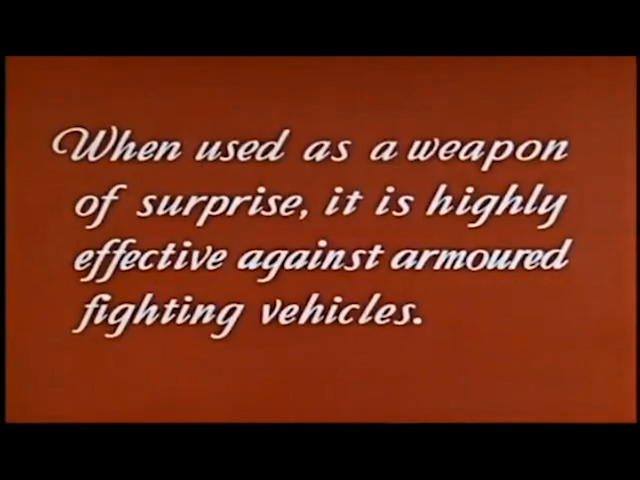 When used as a weapon
of surprise, it is highly
effective against armoured
fighting vehicles.